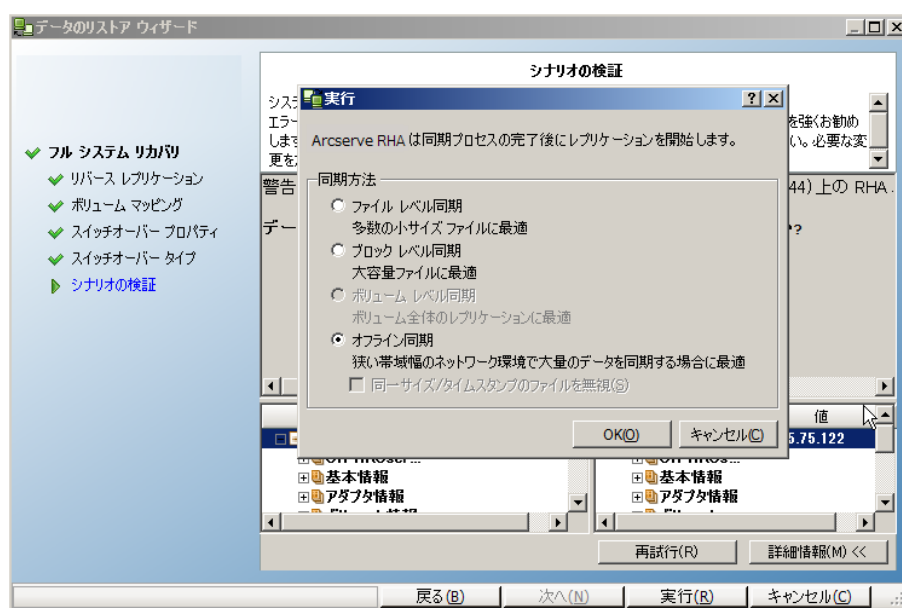 データのリストア ウィザード
シナリオの検証
フル システム リカバリ
リバース レプリケーション
ボリューム マッピング
スイッチオーバー プロパティ
スイッチオーバー タイプ
シナリオの検証
システ
エラー
しま
更を
を強くお勧め
い。必要な変
警告
44) 上の RHA
デー
?
実行
Arcserve RHA は同期プロセスの完了後にレプリケーションを開始します。
同期方法
ファイル レベル同期
多数の小サイズ ファイルに最適
ブロック レベル同期
大容量ファイルに最適
ボリューム レベル同期
ボリューム全体のレプリケーションに最適
オフライン同期
狭い帯域幅のネットワーク環境で大量のデータを同期する場合に最適
同一サイズ/タイムスタンプのファイルを無視(S)
OK(O)
キャンセル(C)
値
5.75.122
基本情報
アダプタ情報
基本情報
アダプタ情報
再試行(R)
詳細情報(M) <<
戻る(B)
次へ(N)
実行(R)
キャンセル(C)